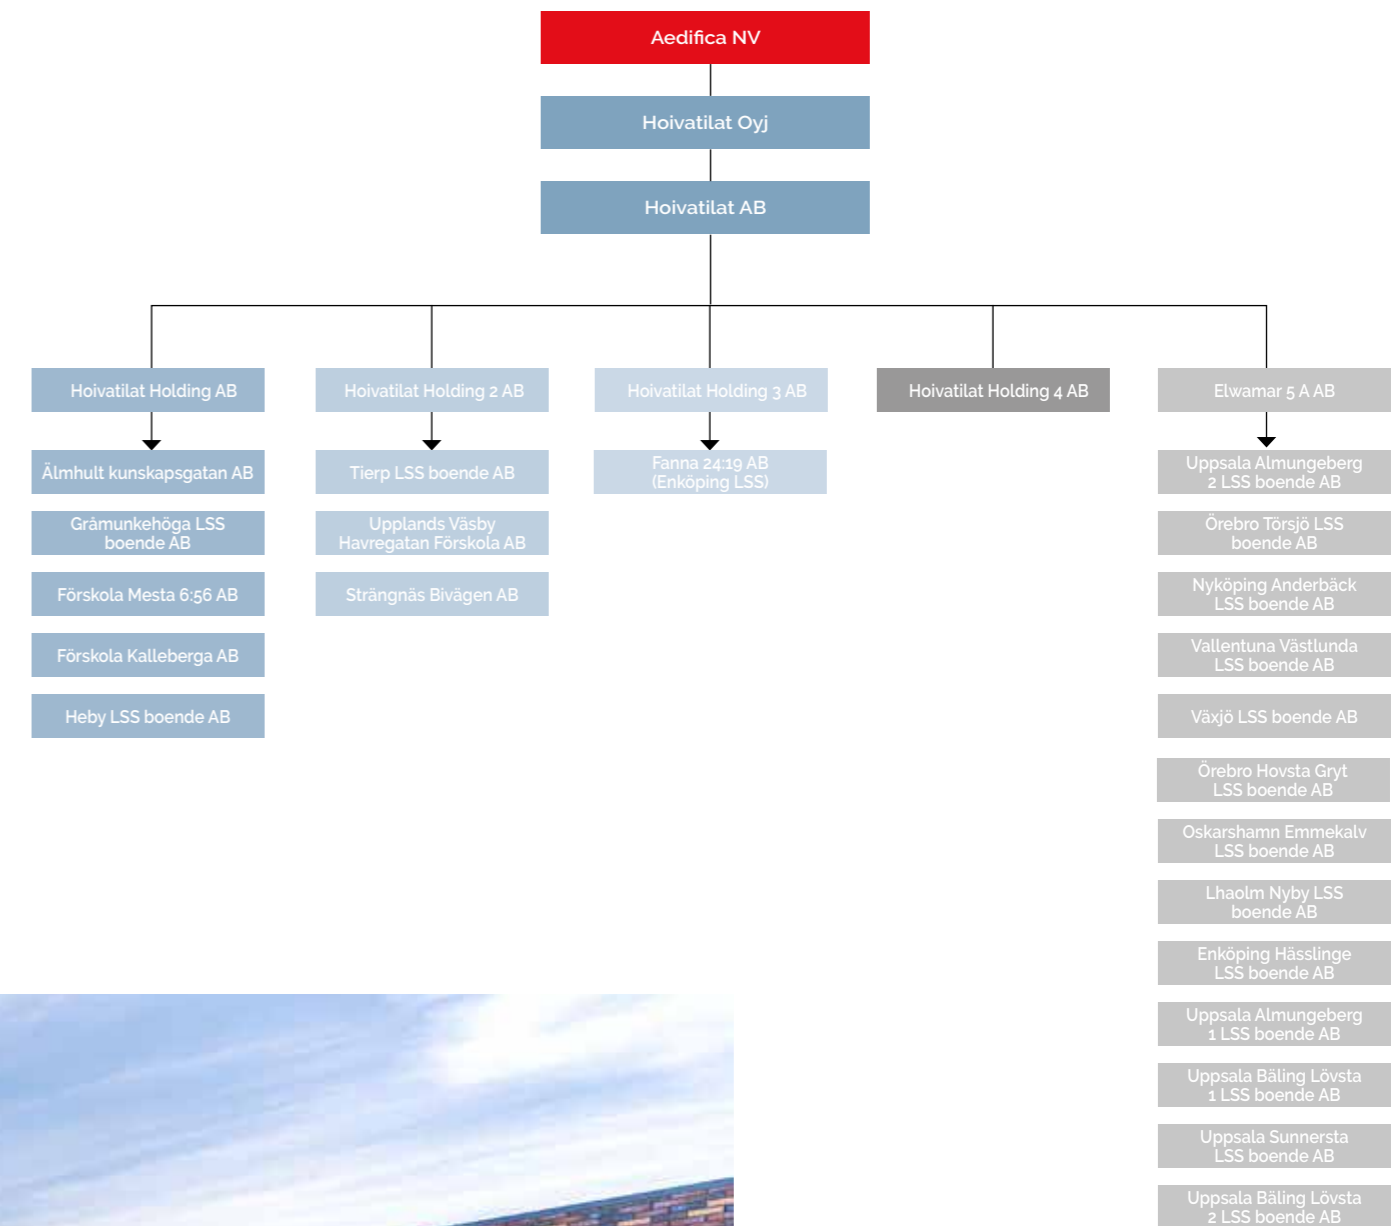 Aedifica NV
Hoivatilat Oyj
Hoivatilat AB
Hoivatilat Holding AB
Älmhult kunskapsgatan AB
Gråmunkehöga LSS
boende AB
Förskola Mesta 6:56 AB
Förskola Kalleberga AB
Heby LSS boende AB
Hoivatilat Holding 2 AB
Tierp LSS boende AB
Upplands Väsby
Havregatan Förskola AB
Strängnäs Bivägen AB
Hoivatilat Holding 3 AB
Fanna 24:19 AB
(Enköping LSS)
Hoivatilat Holding 4 AB
Elwamar 5 A AB
Uppsala Almungeberg
2 LSS boende AB
Örebro Törsjö LSS
boende AB
Nyköping Anderbäck
LSS boende AB
Vallentuna Västlunda
LSS boende AB
Växjö LSS boende AB
Örebro Hovsta Gryt
LSS boende AB
Oskarshamn Emmekalv
LSS boende AB
Lhaolm Nyby LSS
boende AB
Enköping Hässlinge
LSS boende AB
Uppsala Almungeberg
1 LSS boende AB
Uppsala Bäling Lövsta
1 LSS boende AB
Uppsala Sunnersta
LSS boende AB
Uppsala Bäling Lövsta
2 LSS boende AB